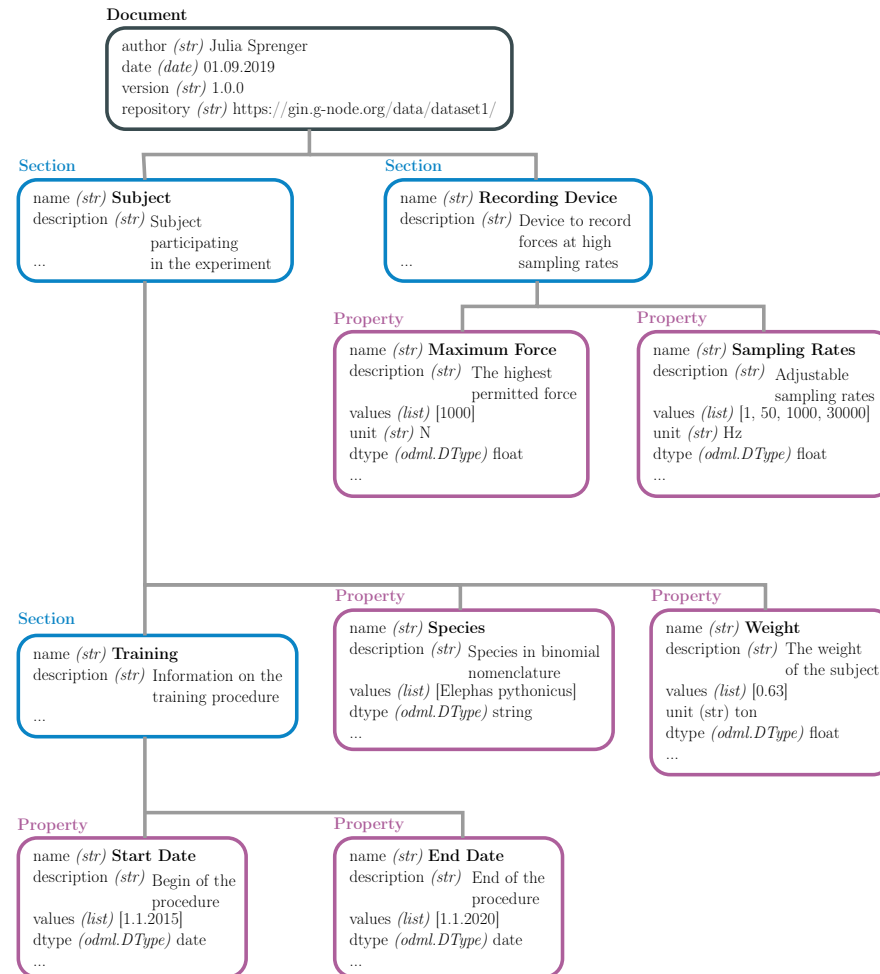 Document
author (str) Julia Sprenger
date (date) 01.09.2019
version (str) 1.0.0
repository (str) https://gin.g-node.org/data/dataset1/
Section
name (str) Subject
description (str) Subject
participating
in the experiment
...
Section
name (str) Recording Device
description (str) Device to record
forces at high
sampling rates
...
Property
name (str) Maximum Force
description (str) The highest
permitted force
values (list) [1000]
unit (str) N
dtype (odml.DType) float
...
Property
name (str) Sampling Rates
description (str) Adjustable
sampling rates
values (list) [1, 50, 1000, 30000]
unit (str) Hz
dtype (odml.DType) float
...
Section
name (str) Training
description (str) Information on the
training procedure
...
Property
name (str) Species
description (str) Species in binomial
nomenclature
values (list) [Elephas pythonicus]
dtype (odml.DType) string
...
Property
name (str) Weight
description (str) The weight
of the subject
values (list) [0.63]
unit (str) ton
dtype (odml.DType) float
...
Property
name (str) Start Date
description (str) Begin of the
procedure
values (list) [1.1.2015]
dtype (odml.DType) date
...
Property
name (str) End Date
description (str) End of the
procedure
values (list) [1.1.2020]
dtype (odml.DType) date
...